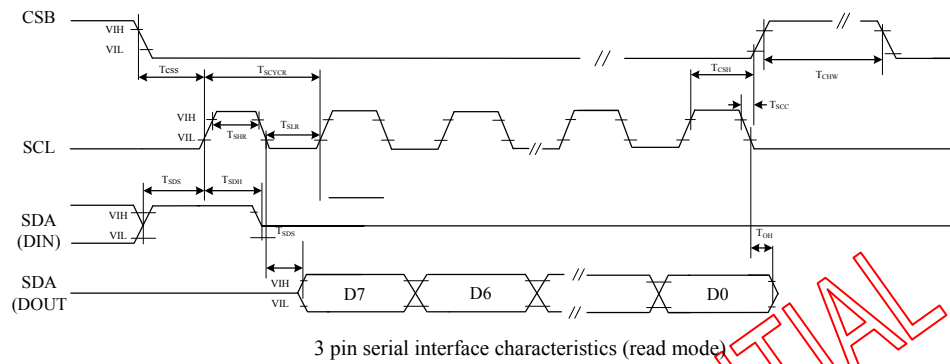 CSB
VIH
VIL
Tcss
TSCYCR
TCSH
TCHW
TSCC
SCL
VIH
VIL
TSHR
TSLR
TSDS
TSDH
SDA
(DIN)
VIH
VIL
TSDS
TOH
SDA
(DOUT
VIH
VIL
D7
D6
D0
3 pin serial interface characteristics (read mode)
TIAL